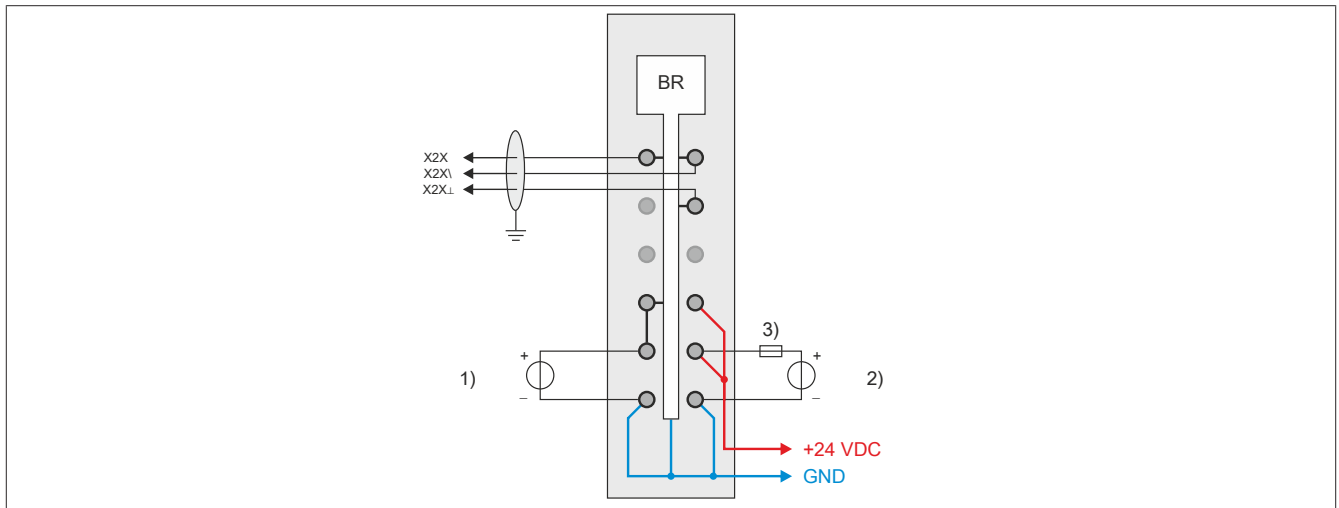 BR
X2X
X2X\
X2X⊥
3)
+ +
1) 2)
– –
+24 VDC
GND